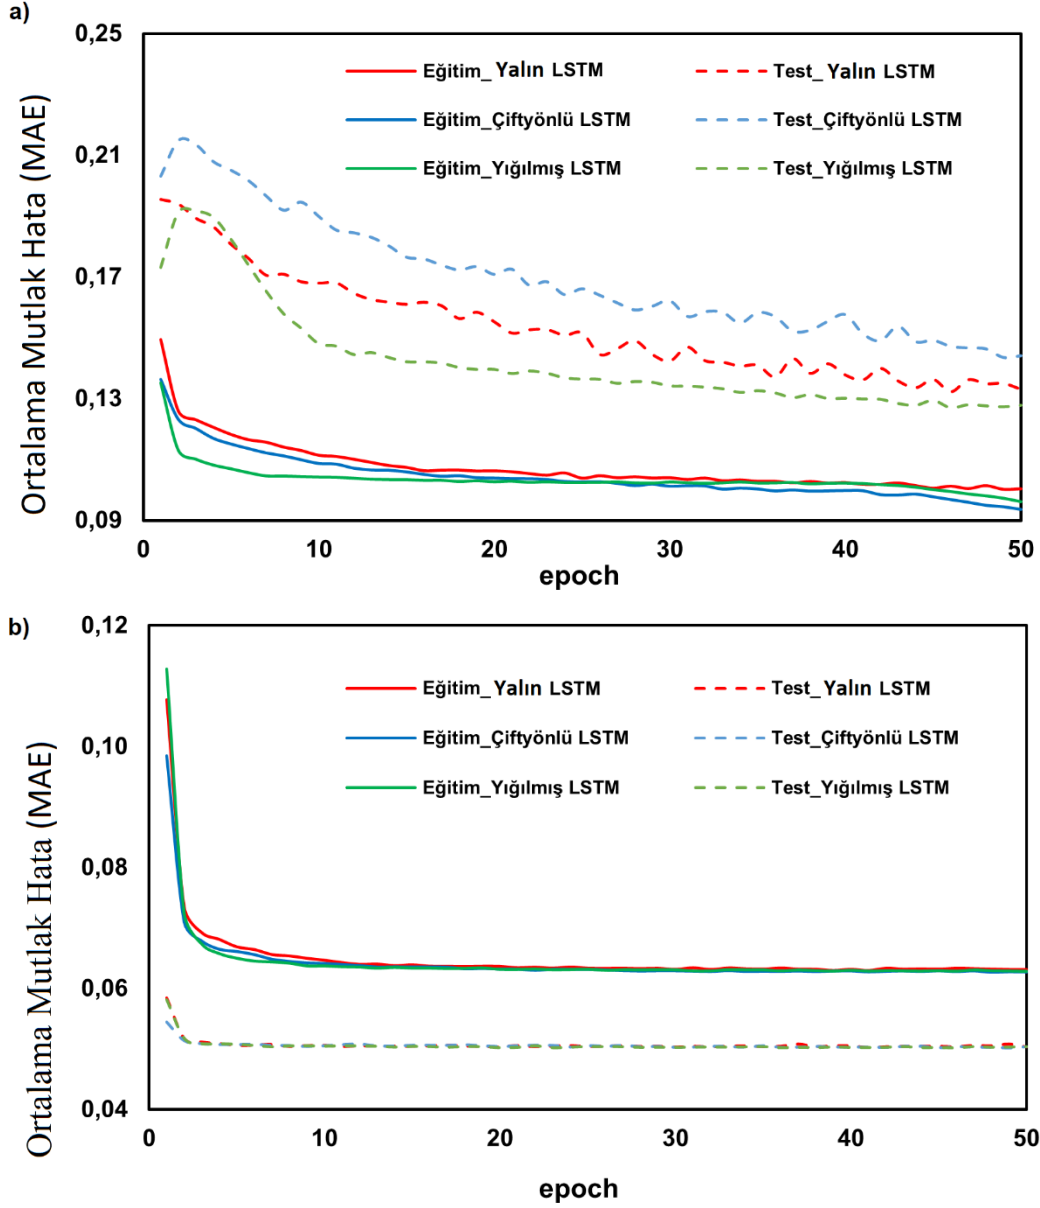 a)
0,25
0,21
0,17
0,13
0,09
Ortalama Mutlak Hata (MAE)
Eğitim_Yalın LSTM
Test_Yalın LSTM
Eğitim_Çiftyönlü LSTM
Test_Çiftyönlü LSTM
Eğitim_Yığılmış LSTM
Test_Yığılmış LSTM
0 10 20 30 40 50
epoch
b)
0,12
0,10
0,08
0,06
0,04
Ortalama Mutlak Hata (MAE)
Eğitim_Yalın LSTM
Test_Yalın LSTM
Eğitim_Çiftyönlü LSTM
Test_Çiftyönlü LSTM
Eğitim_Yığılmış LSTM
Test_Yığılmış LSTM
0 10 20 30 40 50
epoch